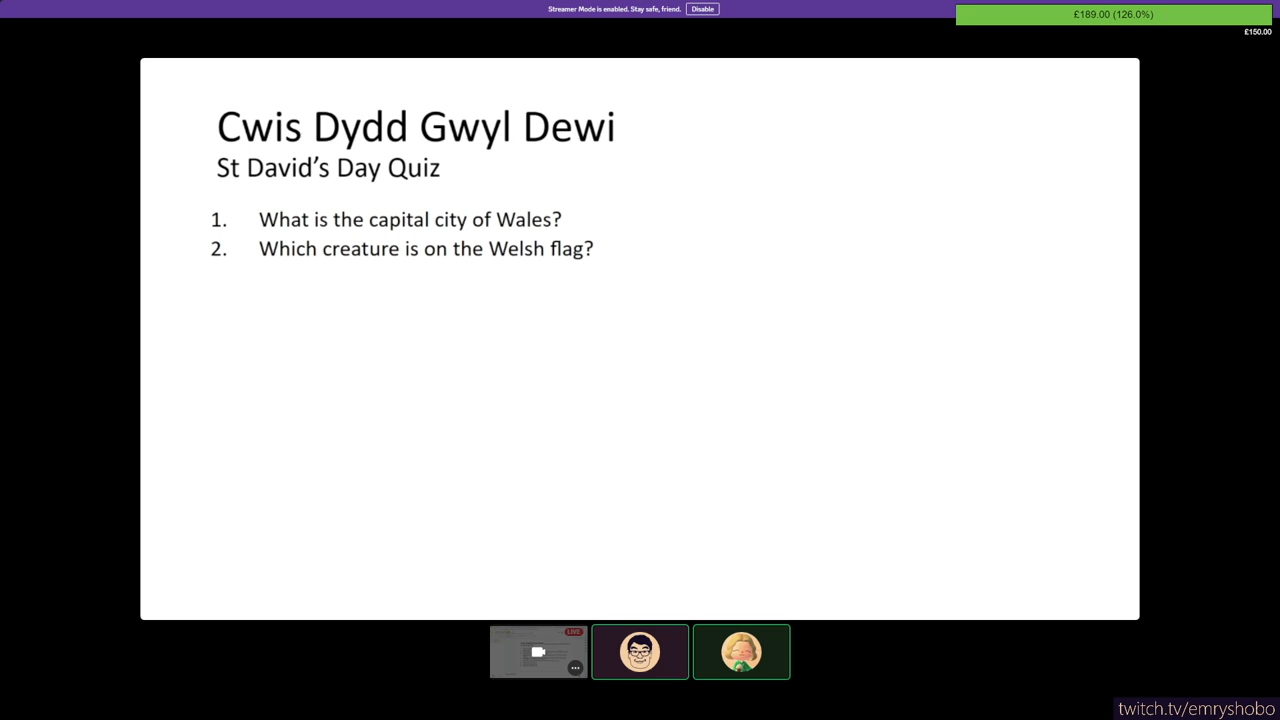 Streamer Mode is enabled. Stay safe, friend. Disable
£189.00 (126.0%)
£150.00
Cwis Dydd Gwyl Dewi
St David’s Day Quiz
1. What is the capital city of Wales?
2. Which creature is on the Welsh flag?
LIVE
twitch.tv/emryshobo